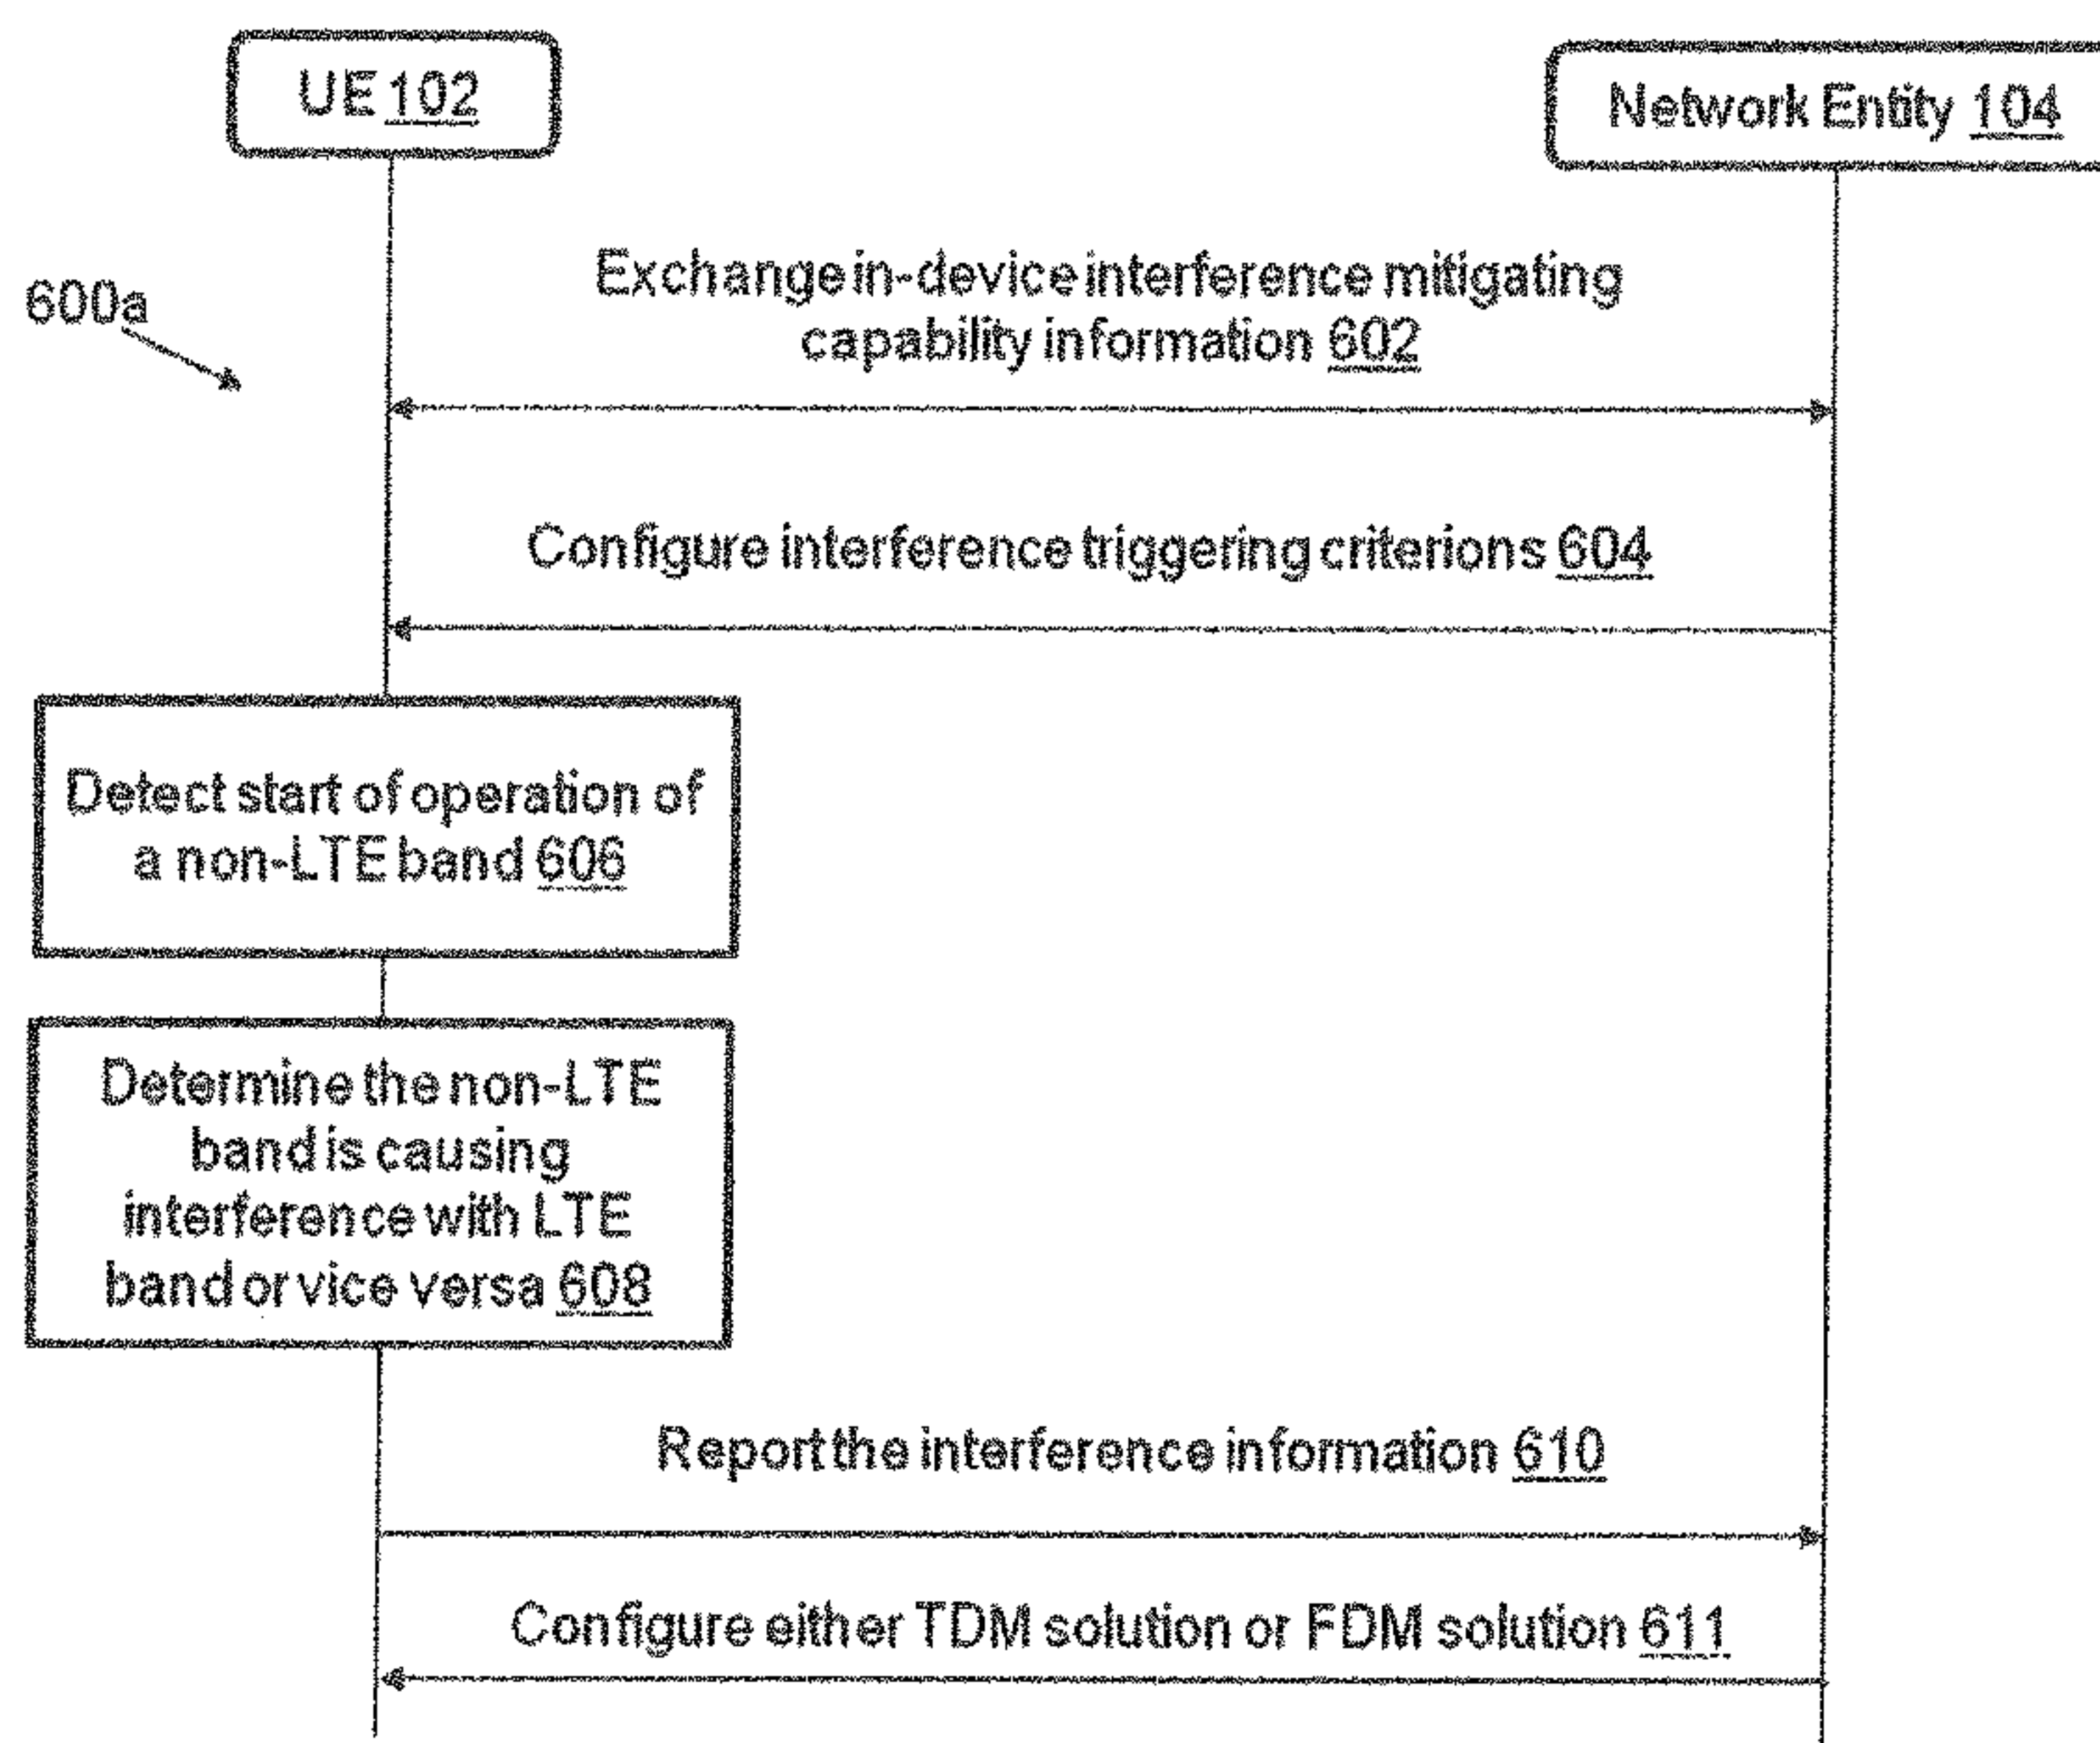 UE 102
Network Entity 104
600a
Exchange in-device interference mitigating
capability information 602
Configure interference triggering criterions 604
Detect start of operation of
a non-LTE band 606
Determine the non-LTE
band is causing
interference with LTE
band or vice versa 608
Report the interference information 610
Configure either TDM solution or FDM solution 611